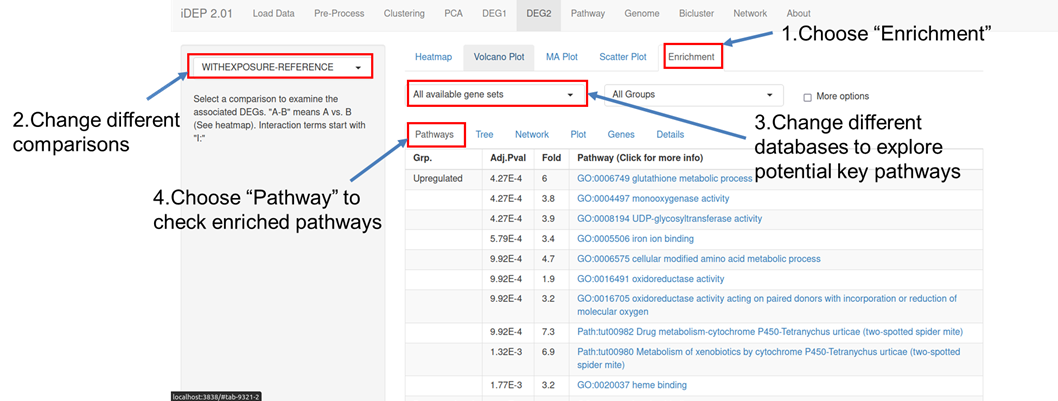 iDEP 2.01 Load Data Pre-Process Clustering PCA DEG1 DEG2 Pathway Genome Bicluster Network About
1.Choose “Enrichment”
Heatmap Volcano Plot MA Plot Scatter Plot Enrichment
WITHEXPOSURE-REFERENCE
All available gene sets All Groups More options
Select a comparison to examine the
associated DEGs. "A-B" means A vs. B
(See heatmap). Interaction terms start with
"I:"
2.Change different
comparisons
3.Change different
databases to explore
potential key pathways
Pathways Tree Network Plot Genes Details
4.Choose “Pathway” to
check enriched pathways
Grp. Adj.Pval Fold Pathway (Click for more info)
Upregulated 4.27E-4 6 GO:0006749 glutathione metabolic process
4.27E-4 3.8 GO:0004497 monooxygenase activity
4.27E-4 3.9 GO:0008194 UDP-glycosyltransferase activity
5.79E-4 3.4 GO:0005506 iron ion binding
9.92E-4 4.7 GO:0006575 cellular modified amino acid metabolic process
9.92E-4 1.9 GO:0016491 oxidoreductase activity
9.92E-4 3.2 GO:0016705 oxidoreductase activity acting on paired donors with incorporation or reduction of
molecular oxygen
9.92E-4 7.3 Path:tut00982 Drug metabolism-cytochrome P450-Tetranychus urticae (two-spotted spider mite)
1.32E-3 6.9 Path:tut00980 Metabolism of xenobiotics by cytochrome P450-Tetranychus urticae (two-spotted
spider mite)
1.77E-3 3.2 GO:0020037 heme binding
localhost:3838/#tab-9321-2